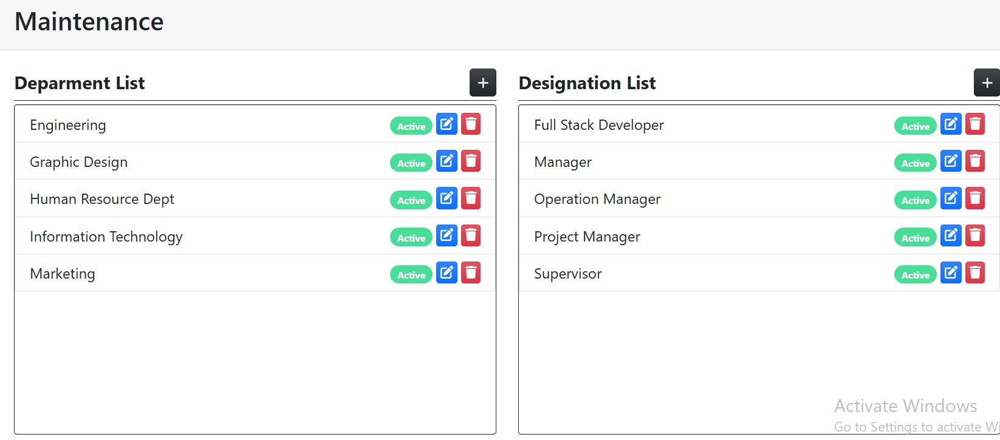 Maintenance
Deparment List
Engineering Active
Graphic Design Active
Human Resource Dept Active
Information Technology Active
Marketing Active
Designation List
Full Stack Developer Active
Manager Active
Operation Manager Active
Project Manager Active
Supervisor Active
Activate Windows
Go to Settings to activate Wi